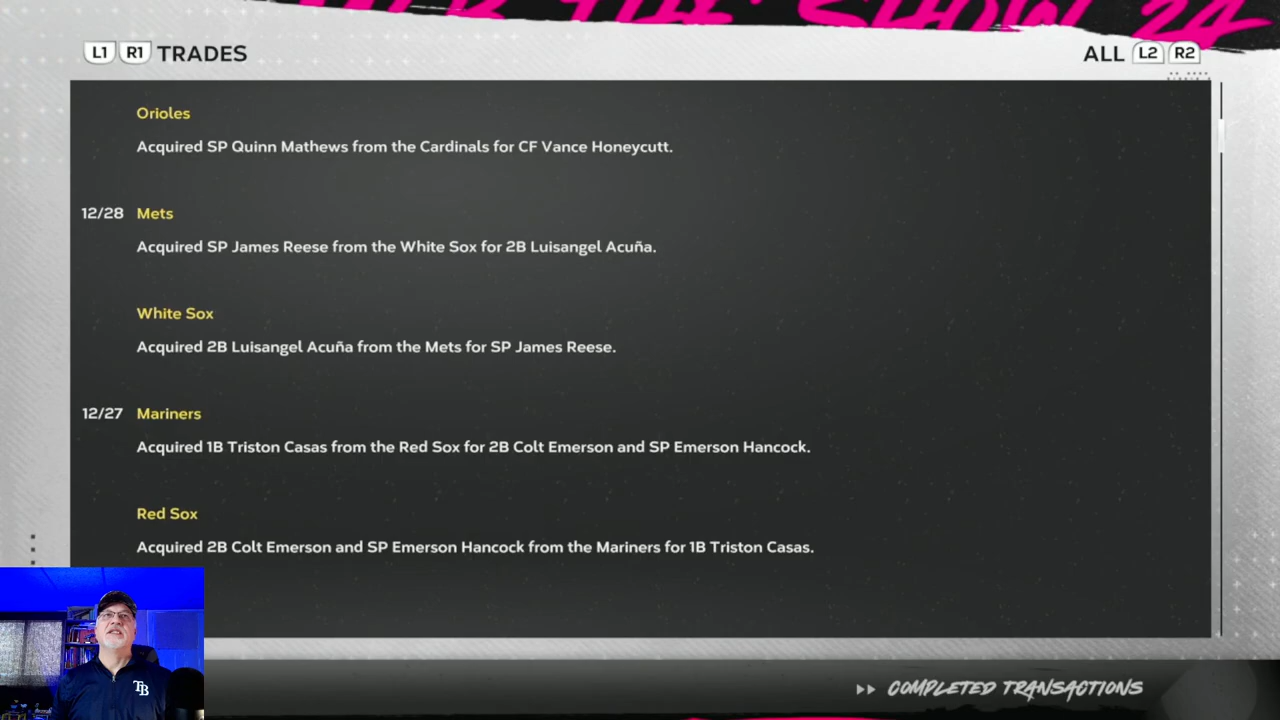 MLB THE SHOW 24
L1 R1 TRADES
ALL L2 R2
Orioles
Acquired SP Quinn Mathews from the Cardinals for CF Vance Honeycutt.
12/28 Mets
Acquired SP James Reese from the White Sox for 2B Luisangel Acuña.
White Sox
Acquired 2B Luisangel Acuña from the Mets for SP James Reese.
12/27 Mariners
Acquired 1B Triston Casas from the Red Sox for 2B Colt Emerson and SP Emerson Hancock.
Red Sox
Acquired 2B Colt Emerson and SP Emerson Hancock from the Mariners for 1B Triston Casas.
TB
COMPLETED TRANSACTIONS